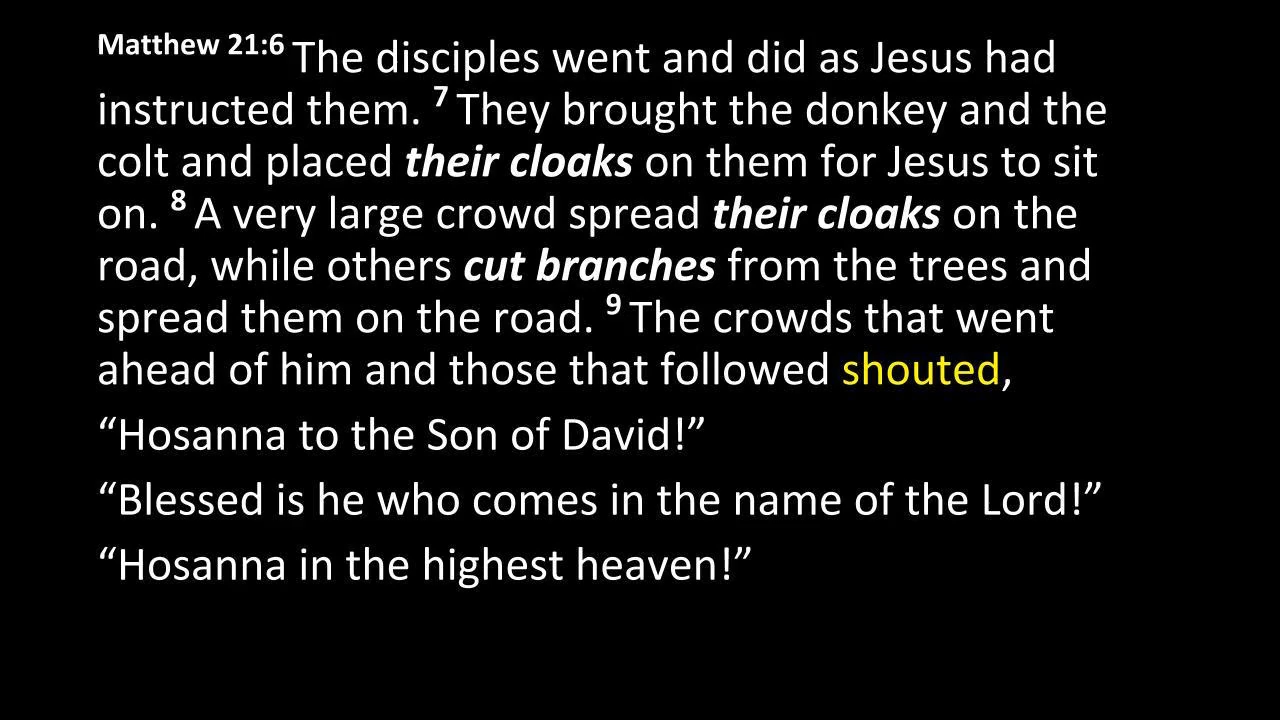 Matthew 21:6 The disciples went and did as Jesus had
instructed them. 7 They brought the donkey and the
colt and placed their cloaks on them for Jesus to sit
on. 8 A very large crowd spread their cloaks on the
road, while others cut branches from the trees and
spread them on the road. 9 The crowds that went
ahead of him and those that followed shouted,
“Hosanna to the Son of David!”
“Blessed is he who comes in the name of the Lord!”
“Hosanna in the highest heaven!”